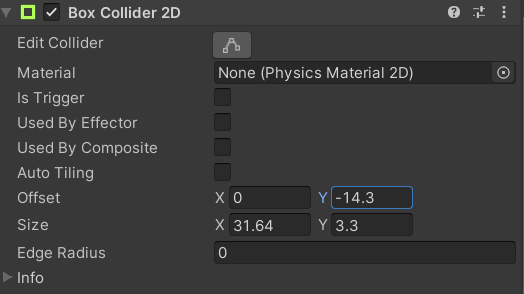 Box Collider 2D
Edit Collider
Material None (Physics Material 2D)
Is Trigger
Used By Effector
Used By Composite
Auto Tiling
Offset X 0 Y -14.3
Size X 31.64 Y 3.3
Edge Radius 0
Info